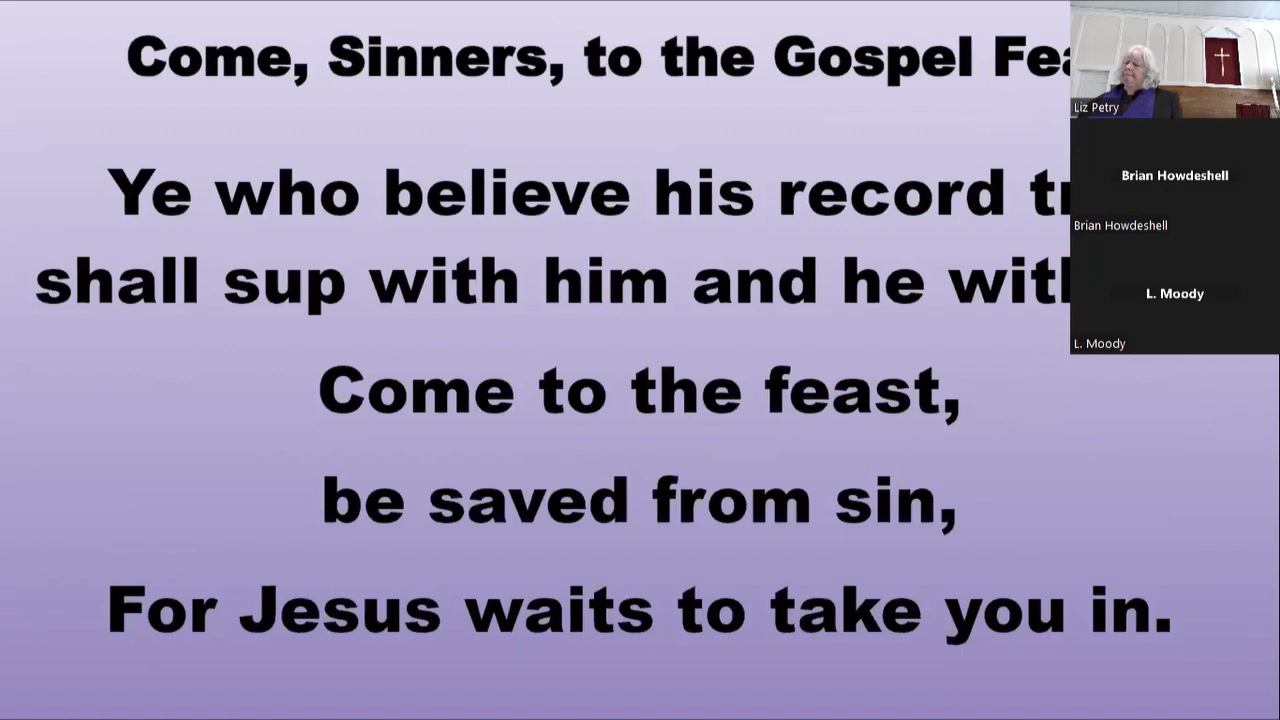 Come, Sinners, to the Gospel
Ye who believe his record
shall sup with him and he
Come to the feast,
be saved from sin,
For Jesus waits to take you in.
Liz Petry
Brian Howdeshell
Brian Howdeshell
L. Moody
L. Moody